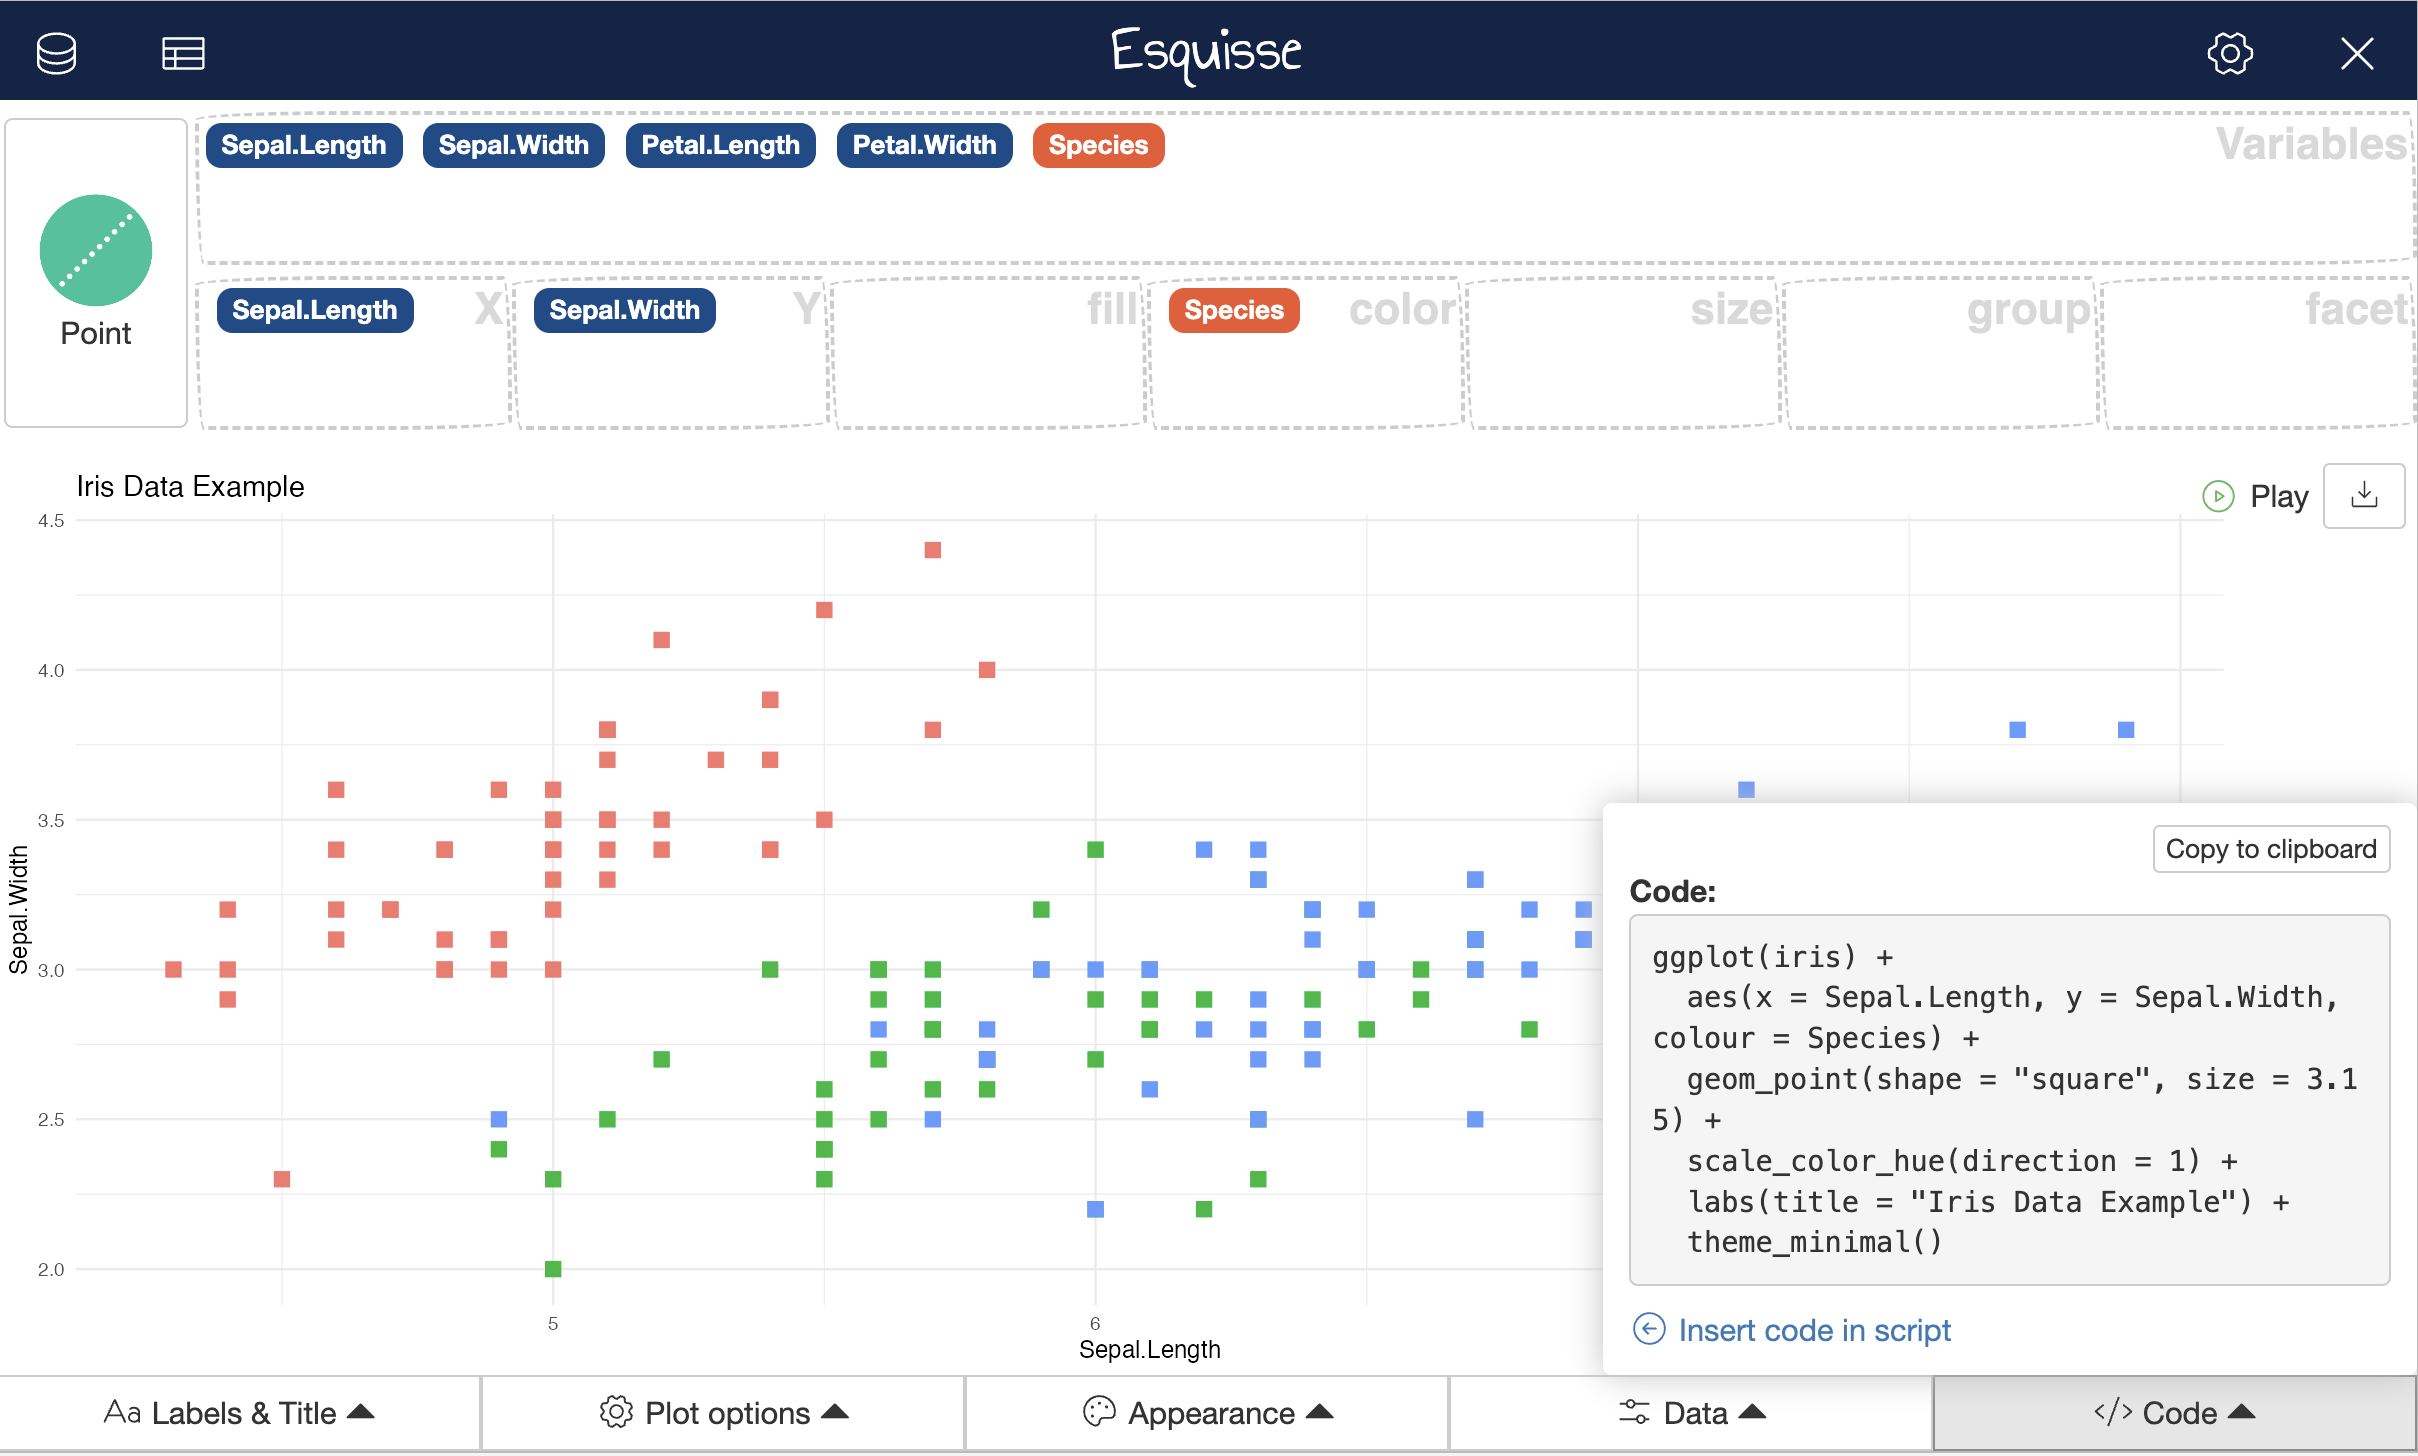 Esquisse
Sepal.Length Sepal.Width Petal.Length Petal.Width Species Variables
Point
Sepal.Length X Sepal.Width Y fill Species color size group facet
Iris Data Example
Play
4.5
4.0
3.5
3.0
2.5
2.0
Sepal.Width
5 6
Sepal.Length
Copy to clipboard
Code:
ggplot(iris) +
  aes(x = Sepal.Length, y = Sepal.Width,
colour = Species) +
  geom_point(shape = "square", size = 3.1
5) +
  scale_color_hue(direction = 1) +
  labs(title = "Iris Data Example") +
  theme_minimal()
Insert code in script
Aa Labels & Title Plot options Appearance Data </> Code